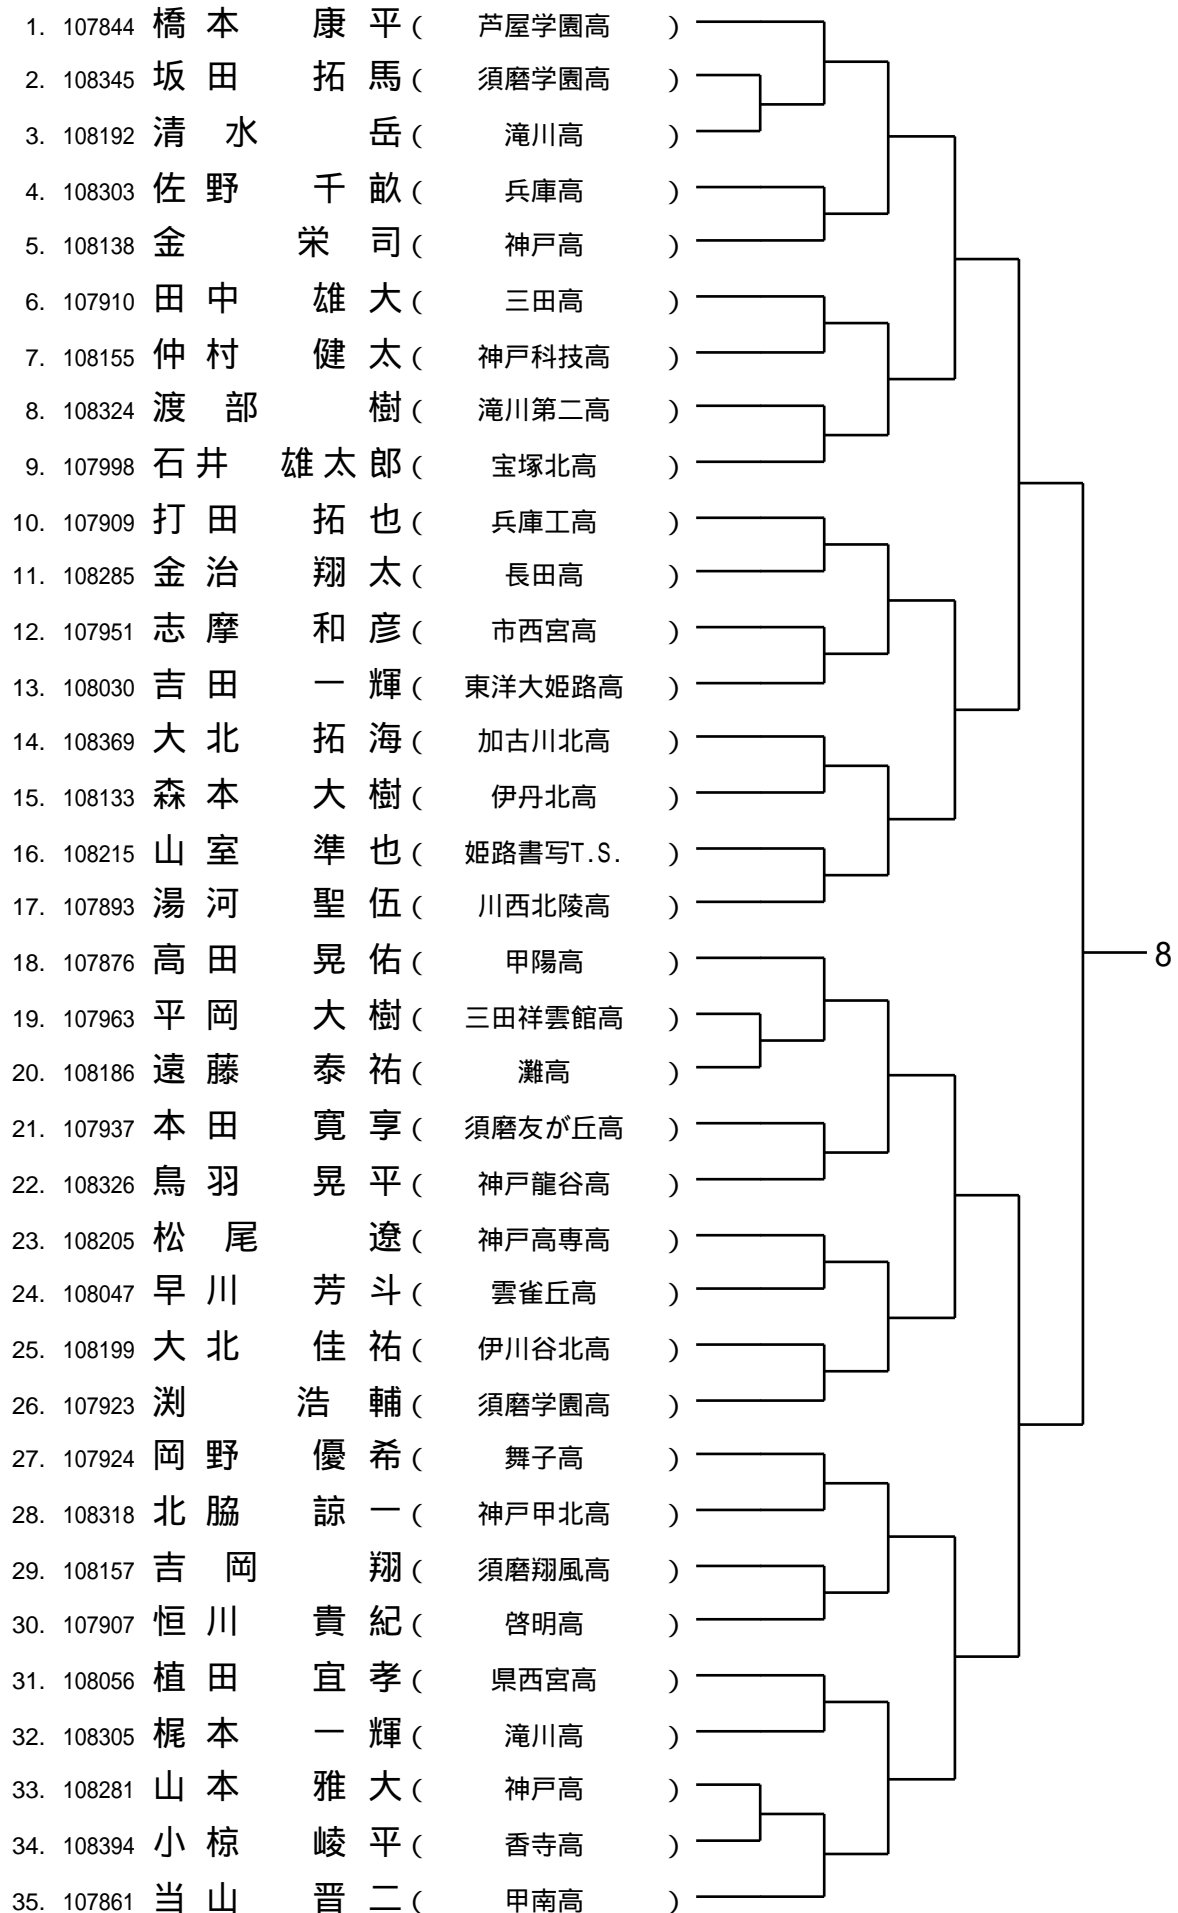 1. 107844 橋本 康平 ( 芦屋学園高 )
2. 108345 坂田 拓馬 ( 須磨学園高 )
3. 108192 清水 岳 ( 滝川高 )
4. 108303 佐野 千畝 ( 兵庫高 )
5. 108138 金 栄司 ( 神戸高 )
6. 107910 田中 雄大 ( 三田高 )
7. 108155 仲村 健太 ( 神戸科技高 )
8. 108324 渡部 樹 ( 滝川第二高 )
9. 107998 石井 雄太郎 ( 宝塚北高 )
10. 107909 打田 拓也 ( 兵庫工高 )
11. 108285 金治 翔太 ( 長田高 )
12. 107951 志摩 和彦 ( 市西宮高 )
13. 108030 吉田 一輝 ( 東洋大姫路高 )
14. 108369 大北 拓海 ( 加古川北高 )
15. 108133 森本 大樹 ( 伊丹北高 )
16. 108215 山室 準也 ( 姫路書写T.S. )
17. 107893 湯河 聖伍 ( 川西北陵高 )
18. 107876 高田 晃佑 ( 甲陽高 )
8
19. 107963 平岡 大樹 ( 三田祥雲館高 )
20. 108186 遠藤 泰祐 ( 灘高 )
21. 107937 本田 寛享 ( 須磨友が丘高 )
22. 108326 鳥羽 晃平 ( 神戸龍谷高 )
23. 108205 松尾 遼 ( 神戸高専高 )
24. 108047 早川 芳斗 ( 雲雀丘高 )
25. 108199 大北 佳祐 ( 伊川谷北高 )
26. 107923 渕 浩輔 ( 須磨学園高 )
27. 107924 岡野 優希 ( 舞子高 )
28. 108318 北脇 諒一 ( 神戸甲北高 )
29. 108157 吉岡 翔 ( 須磨翔風高 )
30. 107907 恒川 貴紀 ( 啓明高 )
31. 108056 植田 宜孝 ( 県西宮高 )
32. 108305 梶本 一輝 ( 滝川高 )
33. 108281 山本 雅大 ( 神戸高 )
34. 108394 小椋 崚平 ( 香寺高 )
35. 107861 当山 晋二 ( 甲南高 )